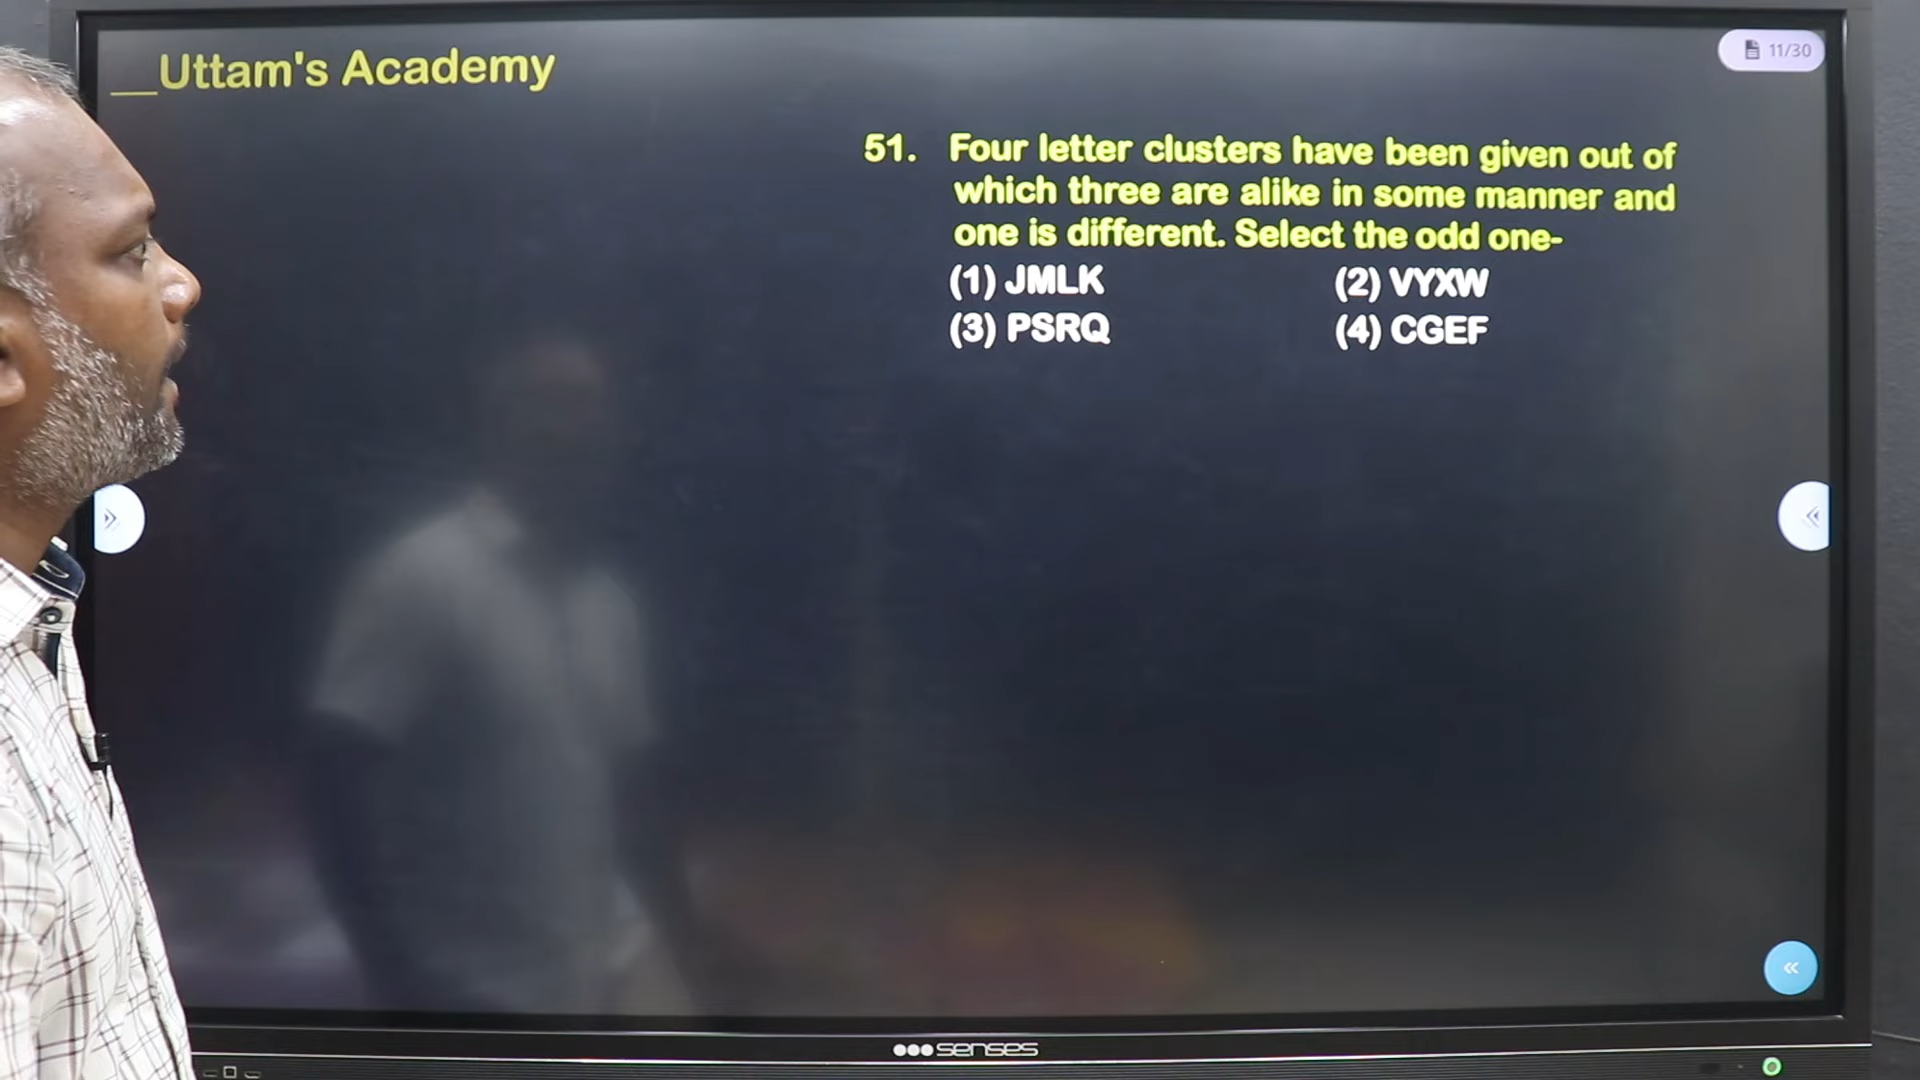 __Uttam's Academy
11/30
51. Four letter clusters have been given out of
which three are alike in some manner and
one is different. Select the odd one-
(1) JMLK (2) VYXW
(3) PSRQ (4) CGEF
senses